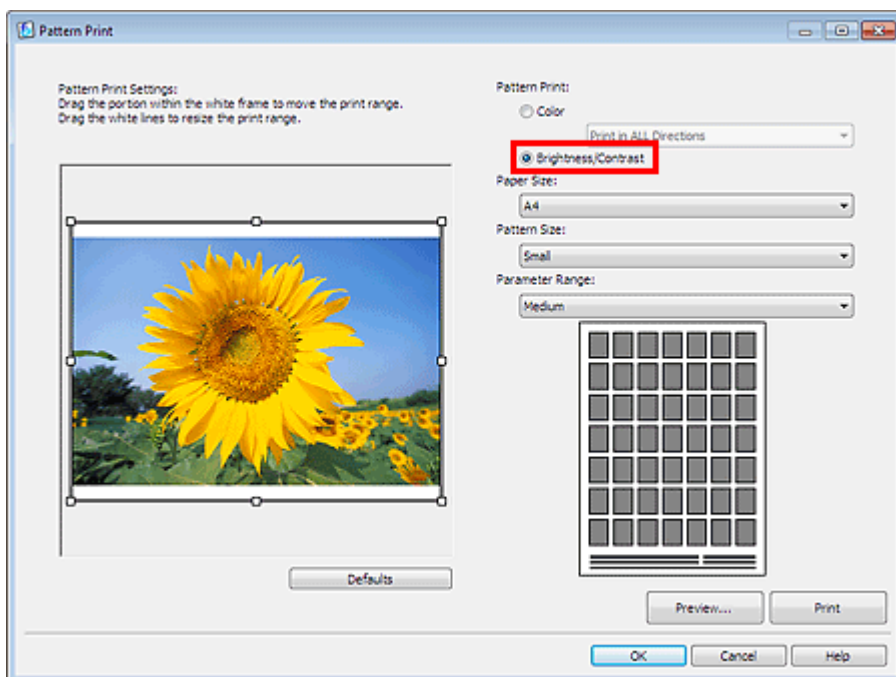 Pattern Print
Pattern Print Settings:
Drag the portion within the white frame to move the print range.
Drag the white lines to resize the print range.
Defaults
Pattern Print:
Color
Print in ALL Directions
Brightness/Contrast
Paper Size:
A4
Pattern Size:
Small
Parameter Range:
Medium
Preview...
Print
OK
Cancel
Help